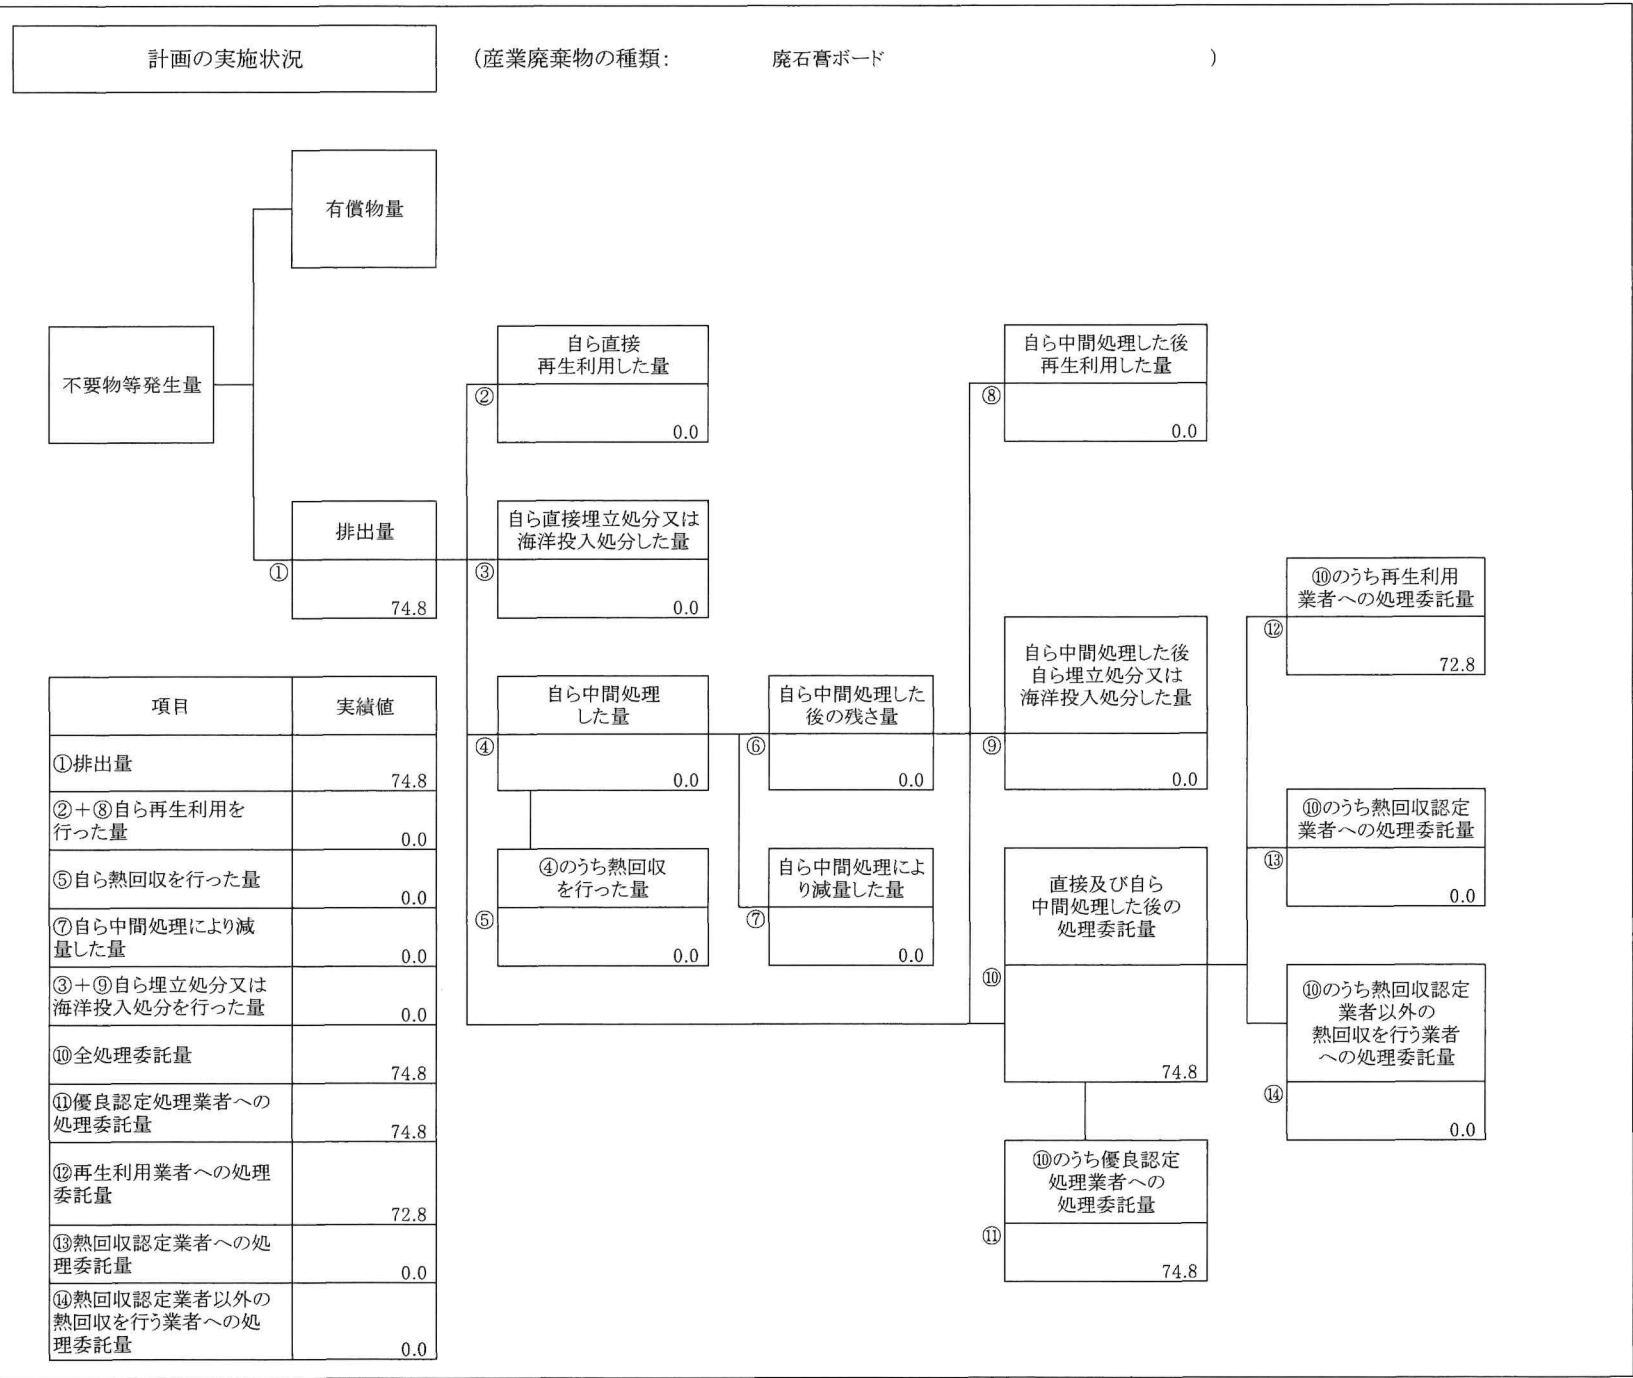 計画の実施状況
(産業廃棄物の種類: 廃石膏ボード )
有償物量
不要物等発生量
排出量
①
74.8
自ら直接
再生利用した量
②
0.0
自ら直接埋立処分又は
海洋投入処分した量
③
0.0
自ら中間処理
した量
④
0.0
④のうち熱回収
を行った量
⑤
0.0
自ら中間処理した
後の残さ量
⑥
0.0
自ら中間処理によ
り減量した量
⑦
0.0
自ら中間処理した後
再生利用した量
⑧
0.0
自ら中間処理した後
自ら埋立処分又は
海洋投入処分した量
⑨
0.0
直接及び自ら
中間処理した後の
処理委託量
⑩
74.8
⑩のうち優良認定
処理業者への
処理委託量
⑪
74.8
⑩のうち再生利用
業者への処理委託量
⑫
72.8
⑩のうち熱回収認定
業者への処理委託量
⑬
0.0
⑩のうち熱回収認定
業者以外の
熱回収を行う業者
への処理委託量
⑭
0.0
項目 実績値
①排出量
74.8
②+⑧自ら再生利用を
行った量
0.0
⑤自ら熱回収を行った量
0.0
⑦自ら中間処理により減
量した量
0.0
③+⑨自ら埋立処分又は
海洋投入処分を行った量
0.0
⑩全処理委託量
74.8
⑪優良認定処理業者への
処理委託量
74.8
⑫再生利用業者への処理
委託量
72.8
⑬熱回収認定業者への処
理委託量
0.0
⑭熱回収認定業者以外の
熱回収を行う業者への処
理委託量
0.0